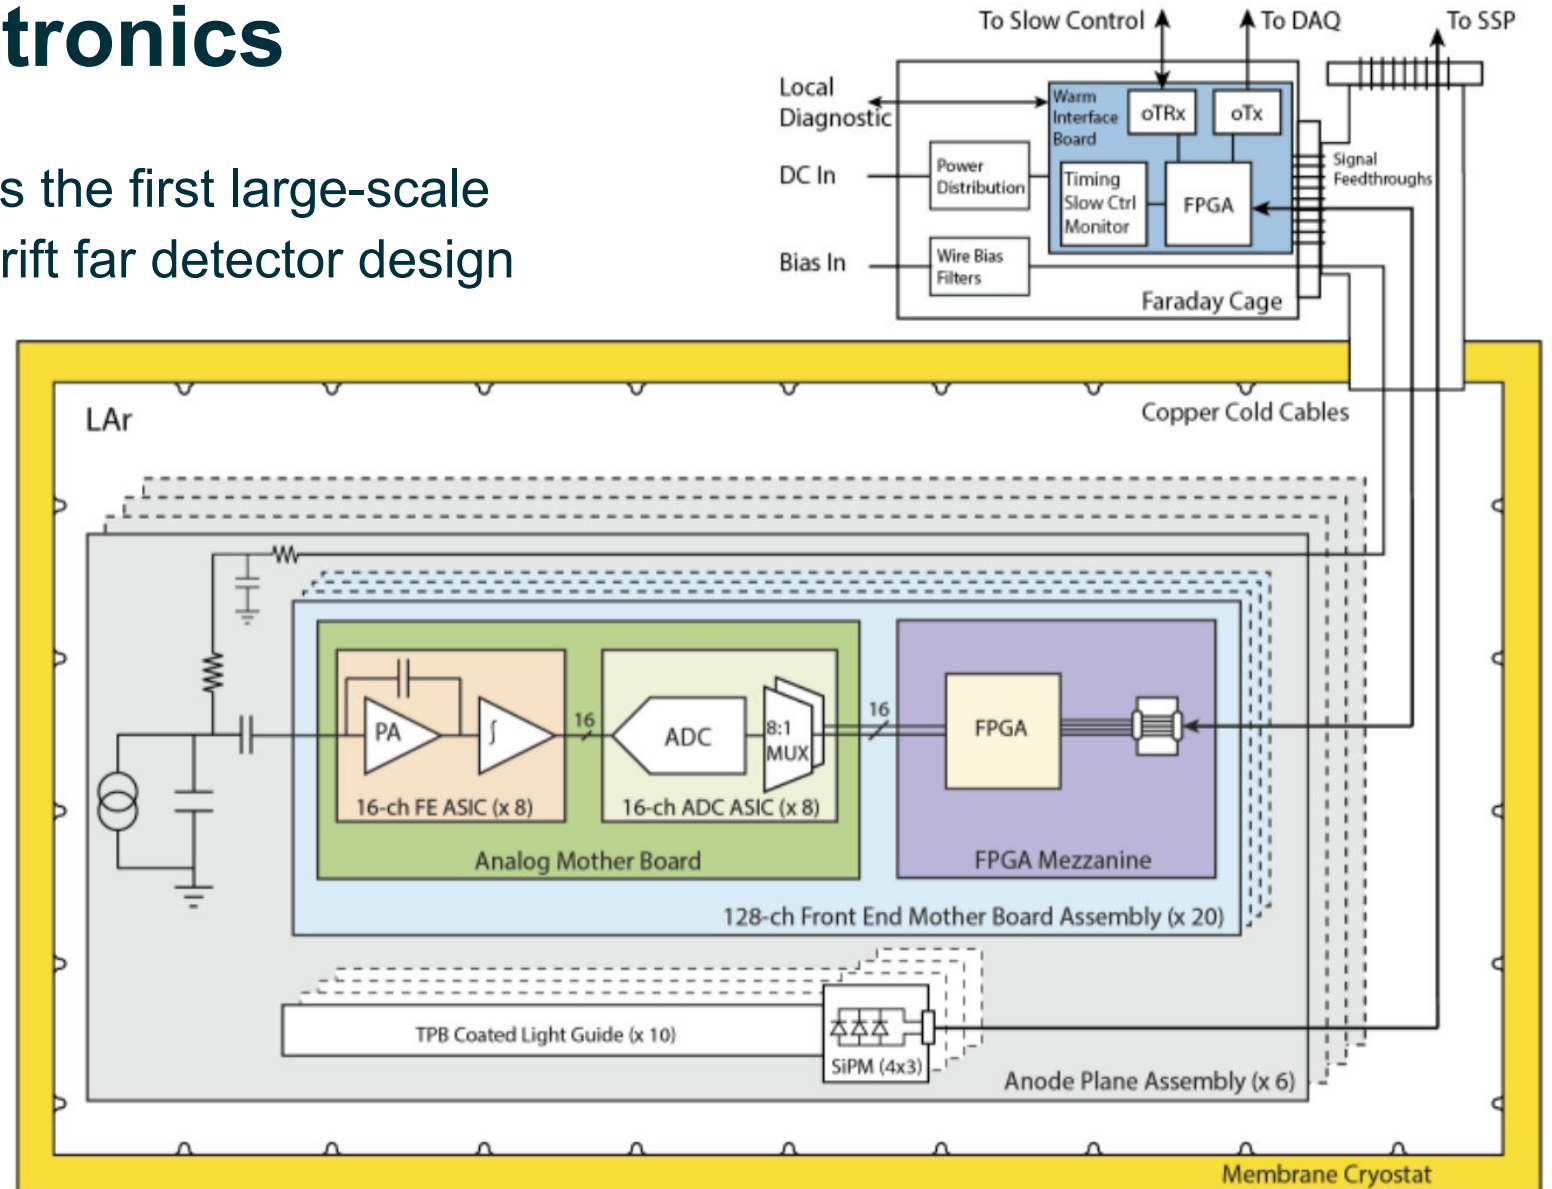 tronics
s the first large-scale
rift far detector design
To Slow Control
To DAQ
To SSP
Local
Diagnostic
Warm
Interface
Board
oTRx
oTx
DC In
Power
Distribution
Timing
Slow Ctrl
Monitor
FPGA
Signal
Feedthroughs
Bias In
Wire Bias
Filters
Faraday Cage
LAr
Copper Cold Cables
PA
∫
16
ADC
8:1
MUX
16
FPGA
16-ch FE ASIC (x 8)
16-ch ADC ASIC (x 8)
Analog Mother Board
FPGA Mezzanine
128-ch Front End Mother Board Assembly (x 20)
TPB Coated Light Guide (x 10)
SiPM (4x3)
Anode Plane Assembly (x 6)
Membrane Cryostat